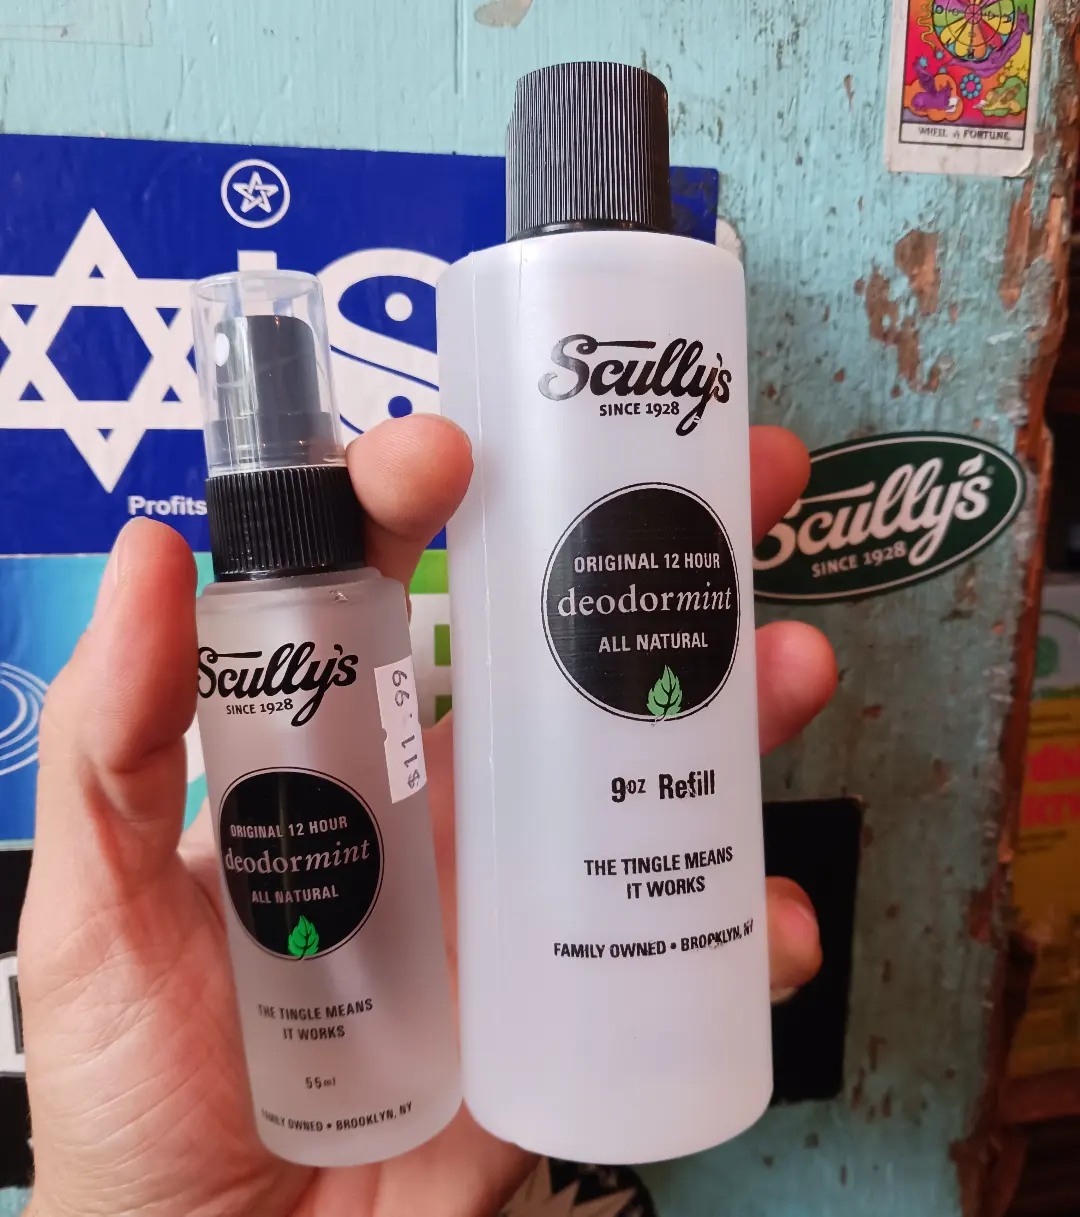 WHEEL of FORTUNE
Profits
Scully's
SINCE 1928
$11.99
ORIGINAL 12 HOUR
deodormint
ALL NATURAL
THE TINGLE MEANS
IT WORKS
55ml
FAMILY OWNED • BROOKLYN, NY
Scully's
SINCE 1928
ORIGINAL 12 HOUR
deodormint
ALL NATURAL
9oz Refill
THE TINGLE MEANS
IT WORKS
FAMILY OWNED • BROOKLYN, NY
Scully's
SINCE 1928